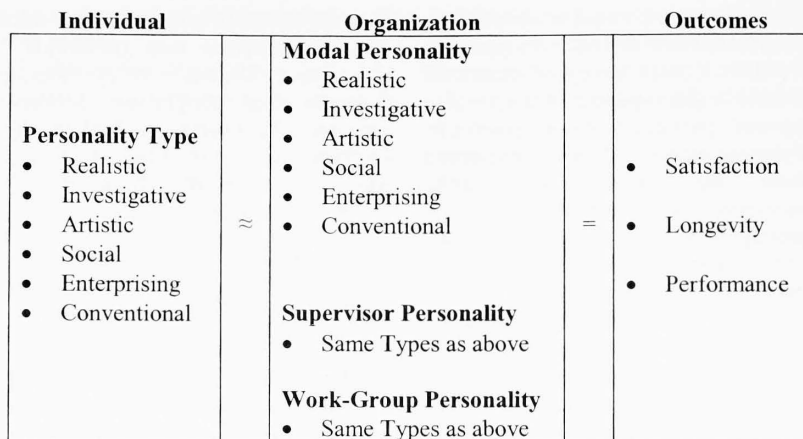 Individual
Organization
Outcomes
Personality Type
• Realistic
• Investigative
• Artistic
• Social
• Enterprising
• Conventional
≈
Modal Personality
• Realistic
• Investigative
• Artistic
• Social
• Enterprising
• Conventional
Supervisor Personality
• Same Types as above
Work-Group Personality
• Same Types as above
=
• Satisfaction
• Longevity
• Performance